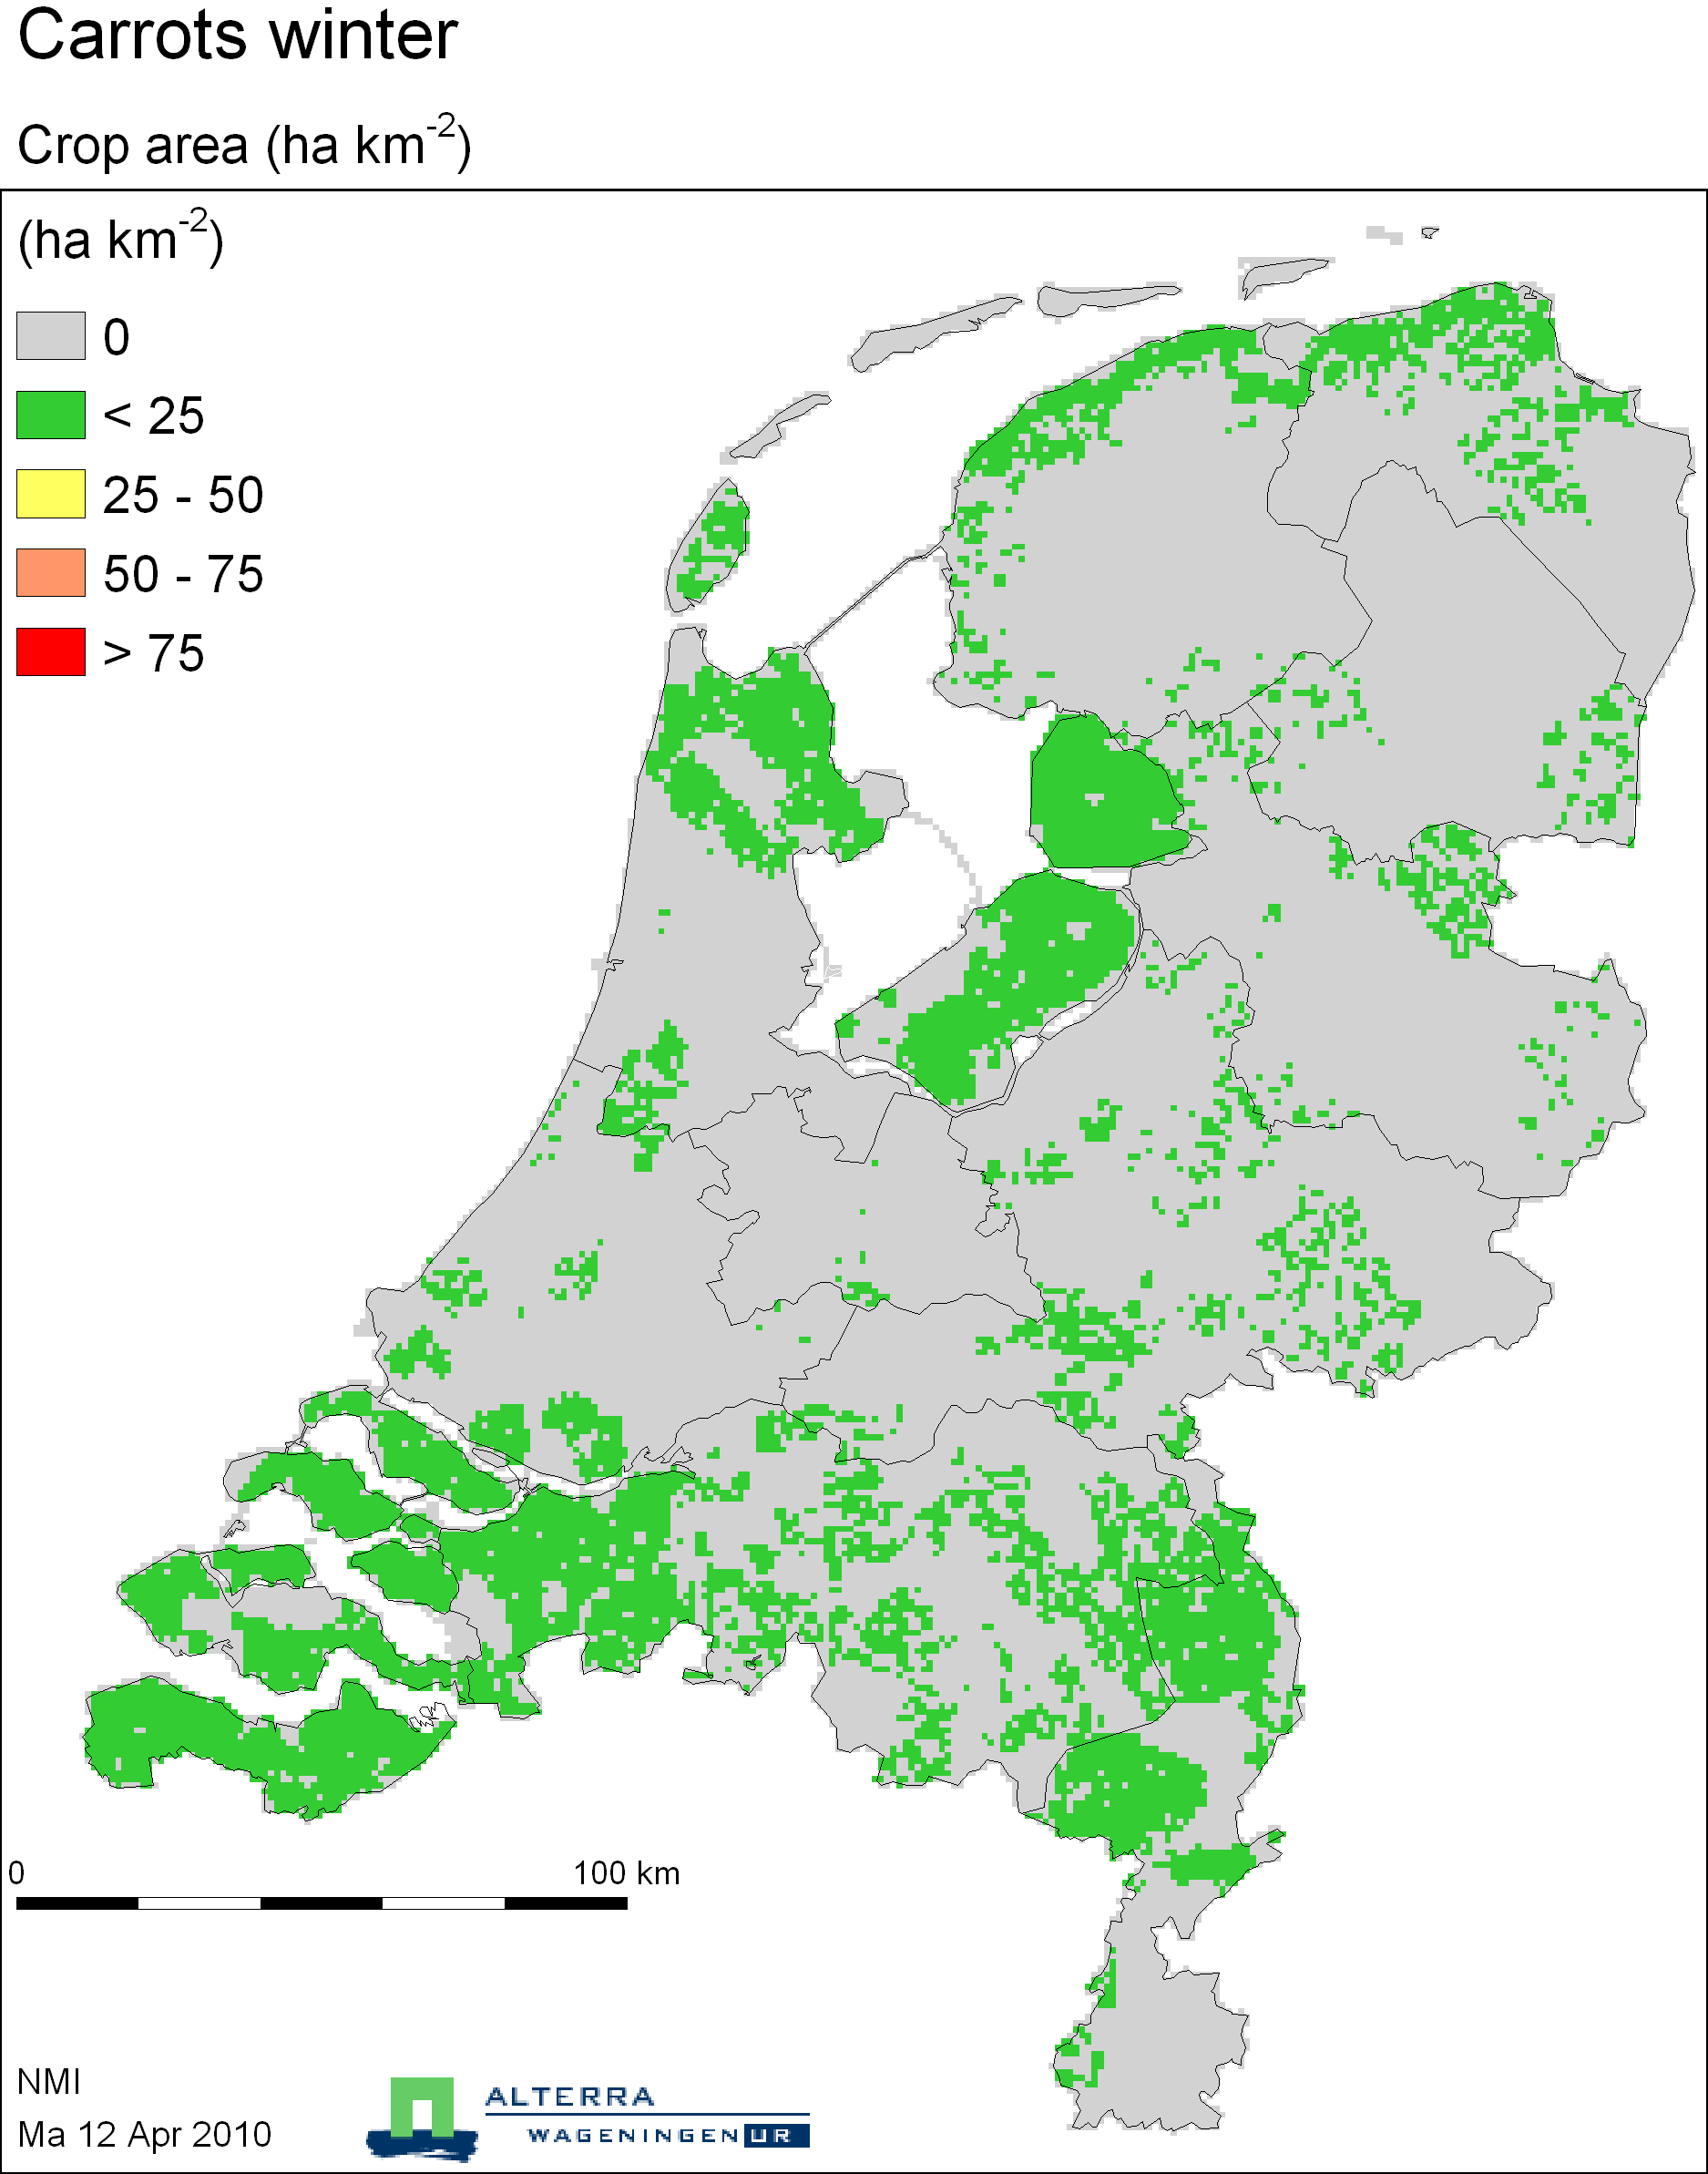 Carrots winter
Crop area (ha km-2)
(ha km-2)
0
< 25
25 - 50
50 - 75
> 75
0 100 km
NMI
Ma 12 Apr 2010
ALTERRA
WAGENINGEN UR